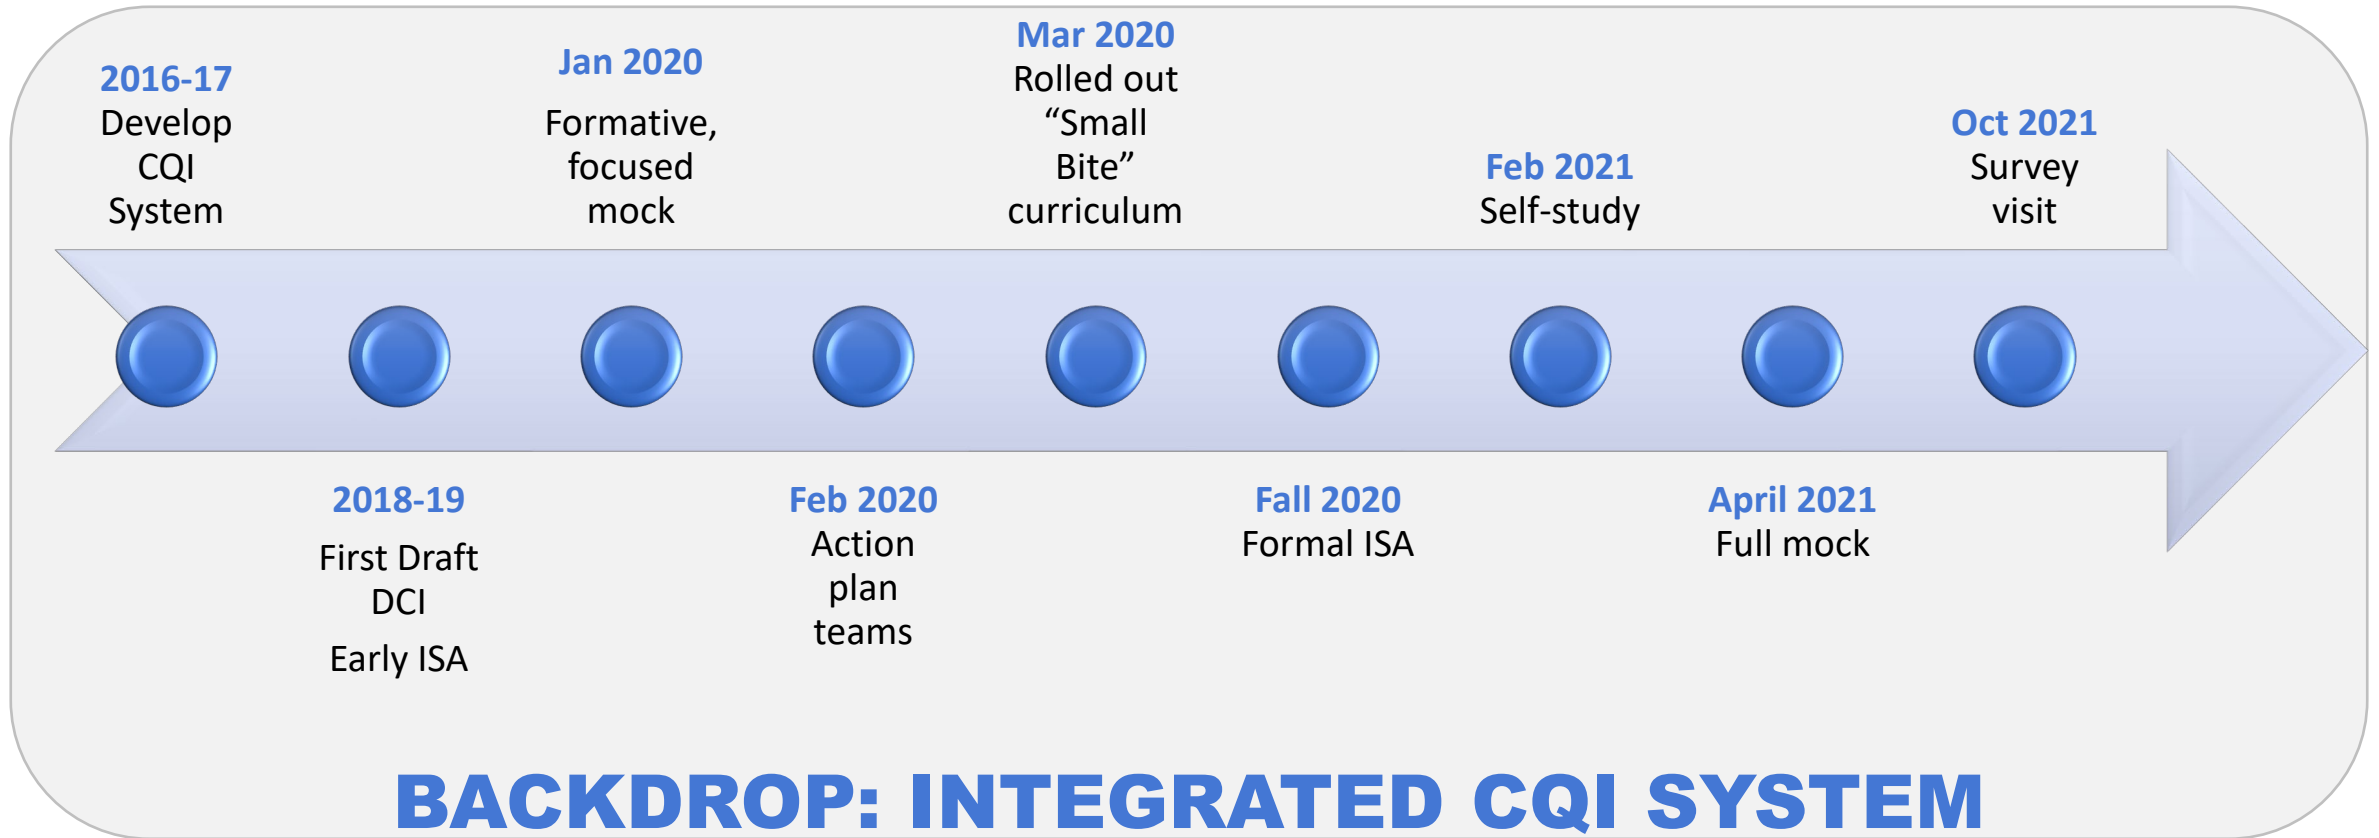 2016-17
Develop
CQI
System
2018-19
First Draft
DCI
Early ISA
Jan 2020
Formative,
focused
mock
Feb 2020
Action
plan
teams
Mar 2020
Rolled out
“Small
Bite”
curriculum
Fall 2020
Formal ISA
Feb 2021
Self-study
April 2021
Full mock
Oct 2021
Survey
visit
BACKDROP: INTEGRATED CQI SYSTEM